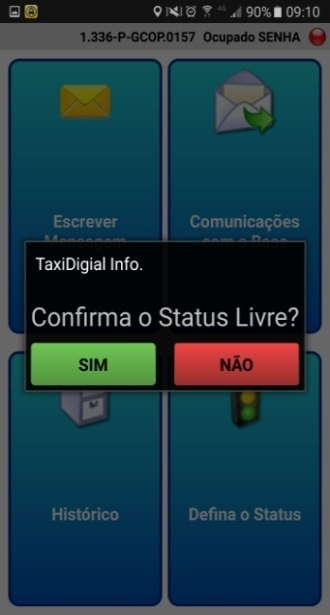 90% 09:10
1.336-P-GCOP.0157 Ocupado SENHA
Escrever
Mensagem
Comunicações
com a Base
TaxiDigial Info.
Confirma o Status Livre?
SIM
NÃO
Histórico
Defina o Status